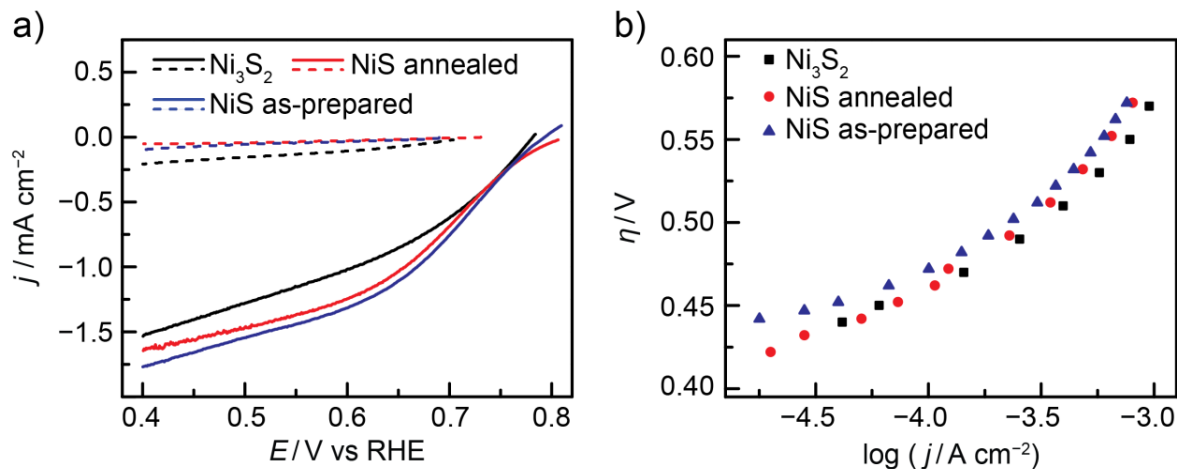 a)
Ni₃S₂ NiS annealed
NiS as-prepared
0.5
0.0
−0.5
−1.0
−1.5
j / mA cm⁻²
0.4 0.5 0.6 0.7 0.8
E / V vs RHE
b)
Ni₃S₂
NiS annealed
NiS as-prepared
0.60
0.55
0.50
0.45
0.40
η / V
−4.5 −4.0 −3.5 −3.0
log ( j / A cm⁻²)